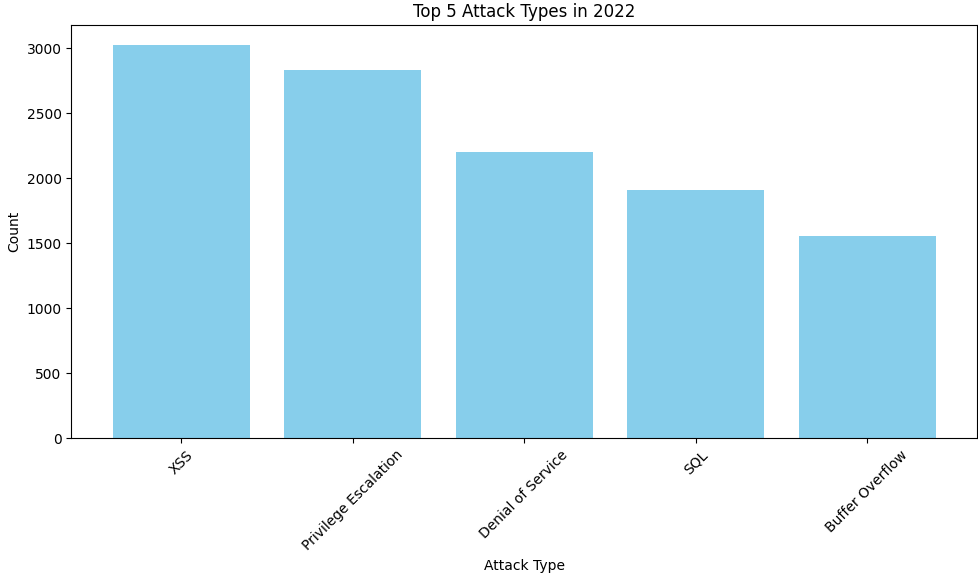 Top 5 Attack Types in 2022
3000
2500
2000
1500
1000
500
0
Count
XSS
Privilege Escalation
Denial of Service
SQL
Buffer Overflow
Attack Type